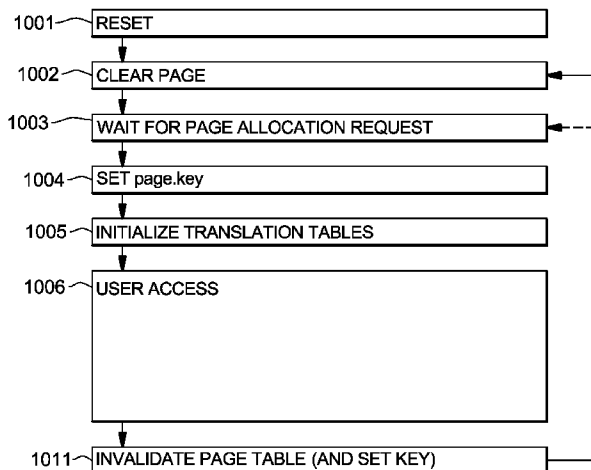 1001 RESET
1002 CLEAR PAGE
1003 WAIT FOR PAGE ALLOCATION REQUEST
1004 SET page.key
1005 INITIALIZE TRANSLATION TABLES
1006 USER ACCESS
1011 INVALIDATE PAGE TABLE (AND SET KEY)